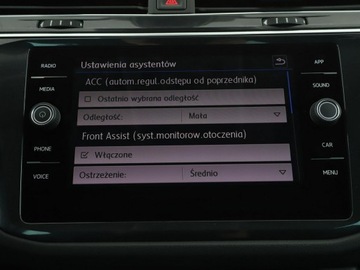 Ustawienia asystentów
RADIO
APP
ACC (autom.regul.odstępu od poprzednika)
MEDIA
SOUND
Ostatnio wybrana odległość
Odległość: Mała
Front Assist (syst.monitorow.otoczenia)
PHONE
CAR
Włączone
VOICE
MENU
Ostrzeżenie: Średnio